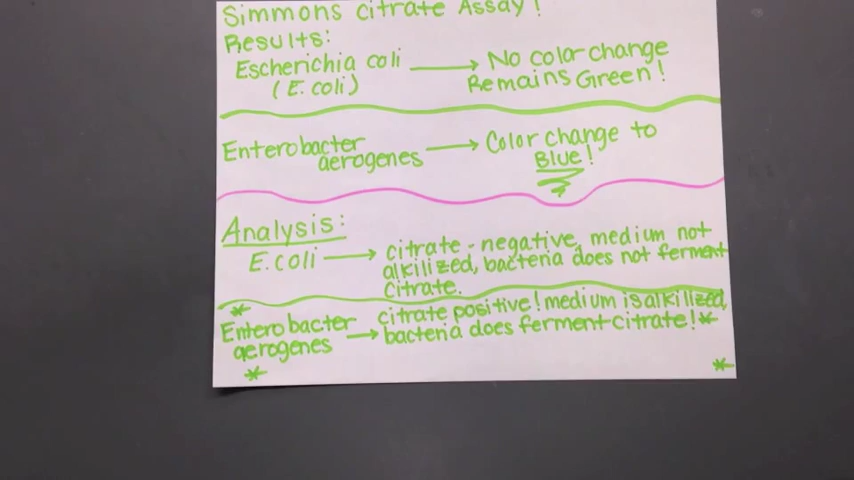 Simmons Citrate Assay!
Results:
Escherichia coli → No color change
(E. coli) Remains Green!
Enterobacter → Color change to
aerogenes Blue!
Analysis:
E. coli → citrate - negative, medium not
alkilized, bacteria does not ferment
citrate.
* Enterobacter → citrate positive! medium is alkilized,
aerogenes bacteria does ferment citrate! *
* *